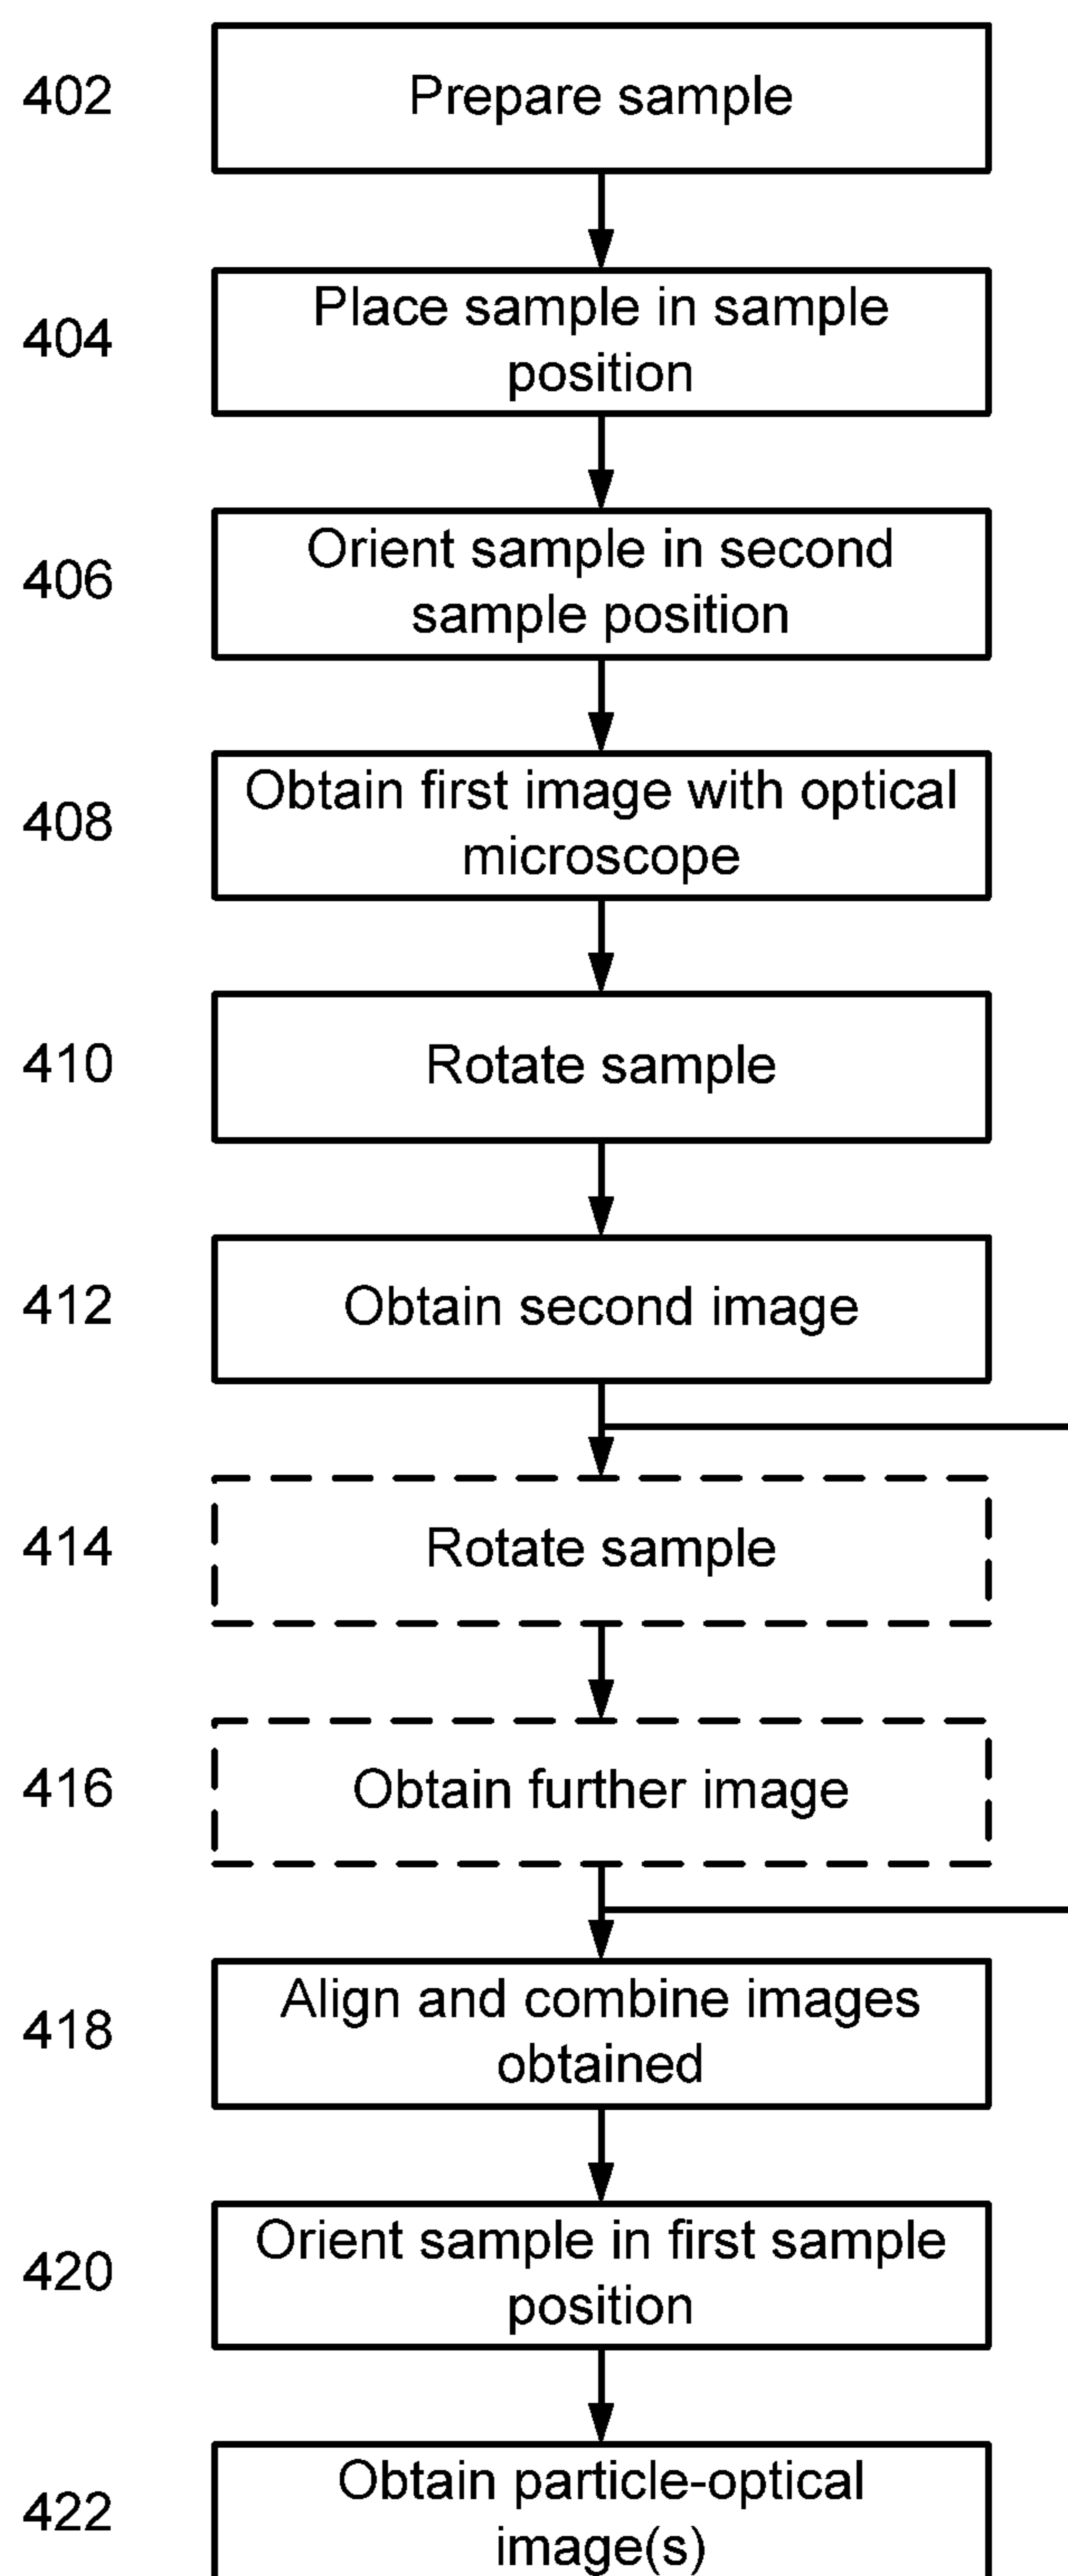 402
Prepare sample
404
Place sample in sample
position
406
Orient sample in second
sample position
408
Obtain first image with optical
microscope
410
Rotate sample
412
Obtain second image
414
Rotate sample
416
Obtain further image
418
Align and combine images
obtained
420
Orient sample in first sample
position
422
Obtain particle-optical
image(s)